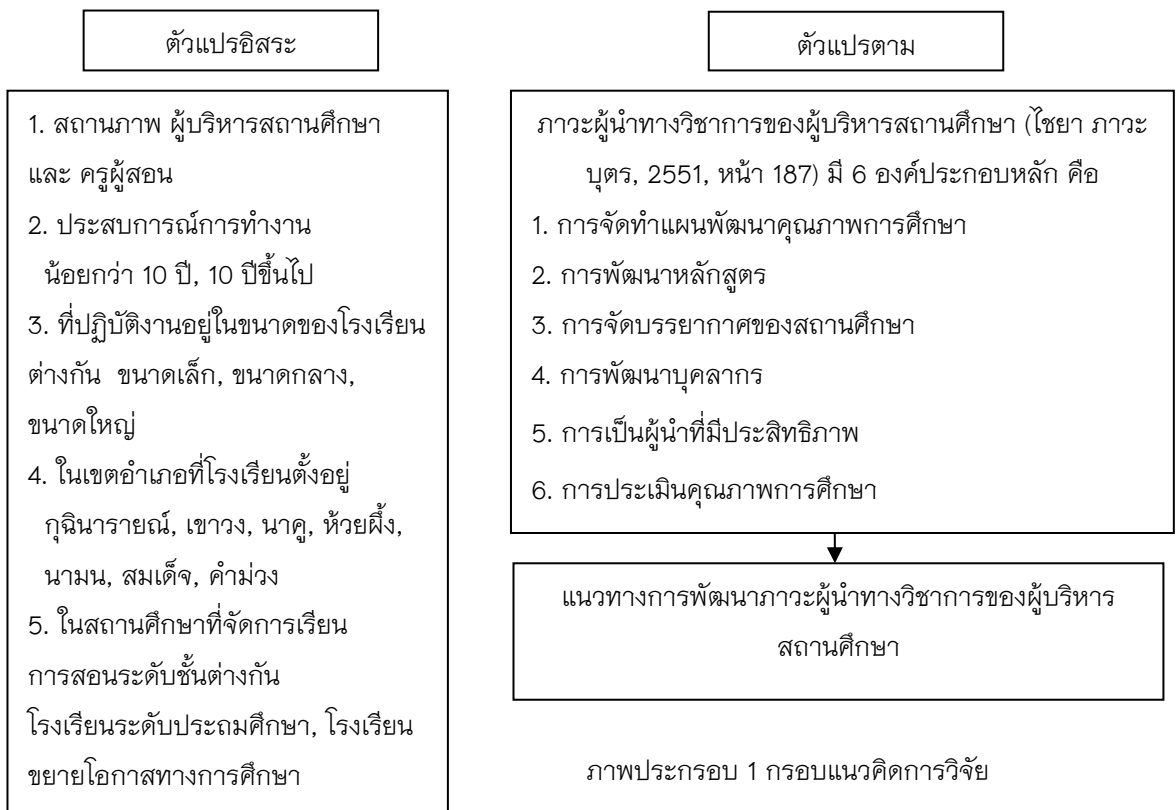 ตัวแปรอิสระ
1. สถานภาพ ผู้บริหารสถานศึกษา
และ ครูผู้สอน
2. ประสบการณ์การทำงาน
น้อยกว่า 10 ปี, 10 ปีขึ้นไป
3. ที่ปฏิบัติงานอยู่ในขนาดของโรงเรียน
ต่างกัน ขนาดเล็ก, ขนาดกลาง,
ขนาดใหญ่
4. ในเขตอำเภอที่โรงเรียนตั้งอยู่
กุฉินารายณ์, เขาวง, นาคู, ห้วยผึ้ง,
นามน, สมเด็จ, คำม่วง
5. ในสถานศึกษาที่จัดการเรียน
การสอนระดับชั้นต่างกัน
โรงเรียนระดับประถมศึกษา, โรงเรียน
ขยายโอกาสทางการศึกษา
ตัวแปรตาม
ภาวะผู้นำทางวิชาการของผู้บริหารสถานศึกษา (ไชยา ภาวะ
บุตร, 2551, หน้า 187) มี 6 องค์ประกอบหลัก คือ
1. การจัดทำแผนพัฒนาคุณภาพการศึกษา
2. การพัฒนาหลักสูตร
3. การจัดบรรยากาศของสถานศึกษา
4. การพัฒนาบุคลากร
5. การเป็นผู้นำที่มีประสิทธิภาพ
6. การประเมินคุณภาพการศึกษา
แนวทางการพัฒนาภาวะผู้นำทางวิชาการของผู้บริหาร
สถานศึกษา
ภาพประกรอบ 1 กรอบแนวคิดการวิจัย